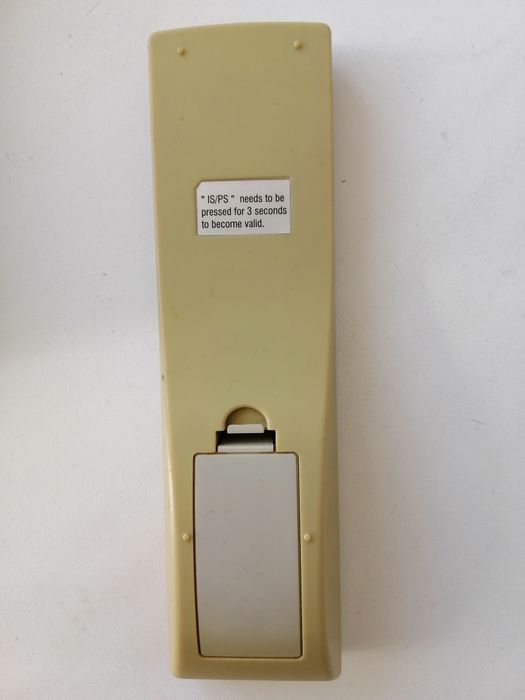 " IS/PS " needs to be
pressed for 3 seconds
to become valid.